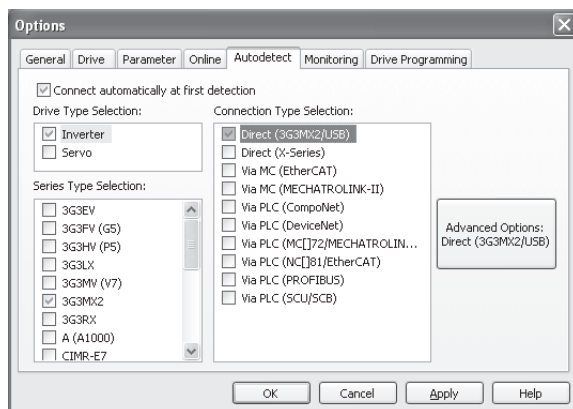 Options
General Drive Parameter Online Autodetect Monitoring Drive Programming
Connect automatically at first detection
Drive Type Selection:
Inverter
Servo
Series Type Selection:
3G3EV
3G3FV (G5)
3G3HV (P5)
3G3LX
3G3MV (V7)
3G3MX2
3G3RX
A (A1000)
CIMR-E7
Connection Type Selection:
Direct (3G3MX2/USB)
Direct (X-Series)
Via MC (EtherCAT)
Via MC (MECHATROLINK-II)
Via PLC (CompoNet)
Via PLC (DeviceNet)
Via PLC (MC[]72/MECHATROLIN...
Via PLC (NC[]81/EtherCAT)
Via PLC (PROFIBUS)
Via PLC (SCU/SCB)
Advanced Options:
Direct (3G3MX2/USB)
OK Cancel Apply Help